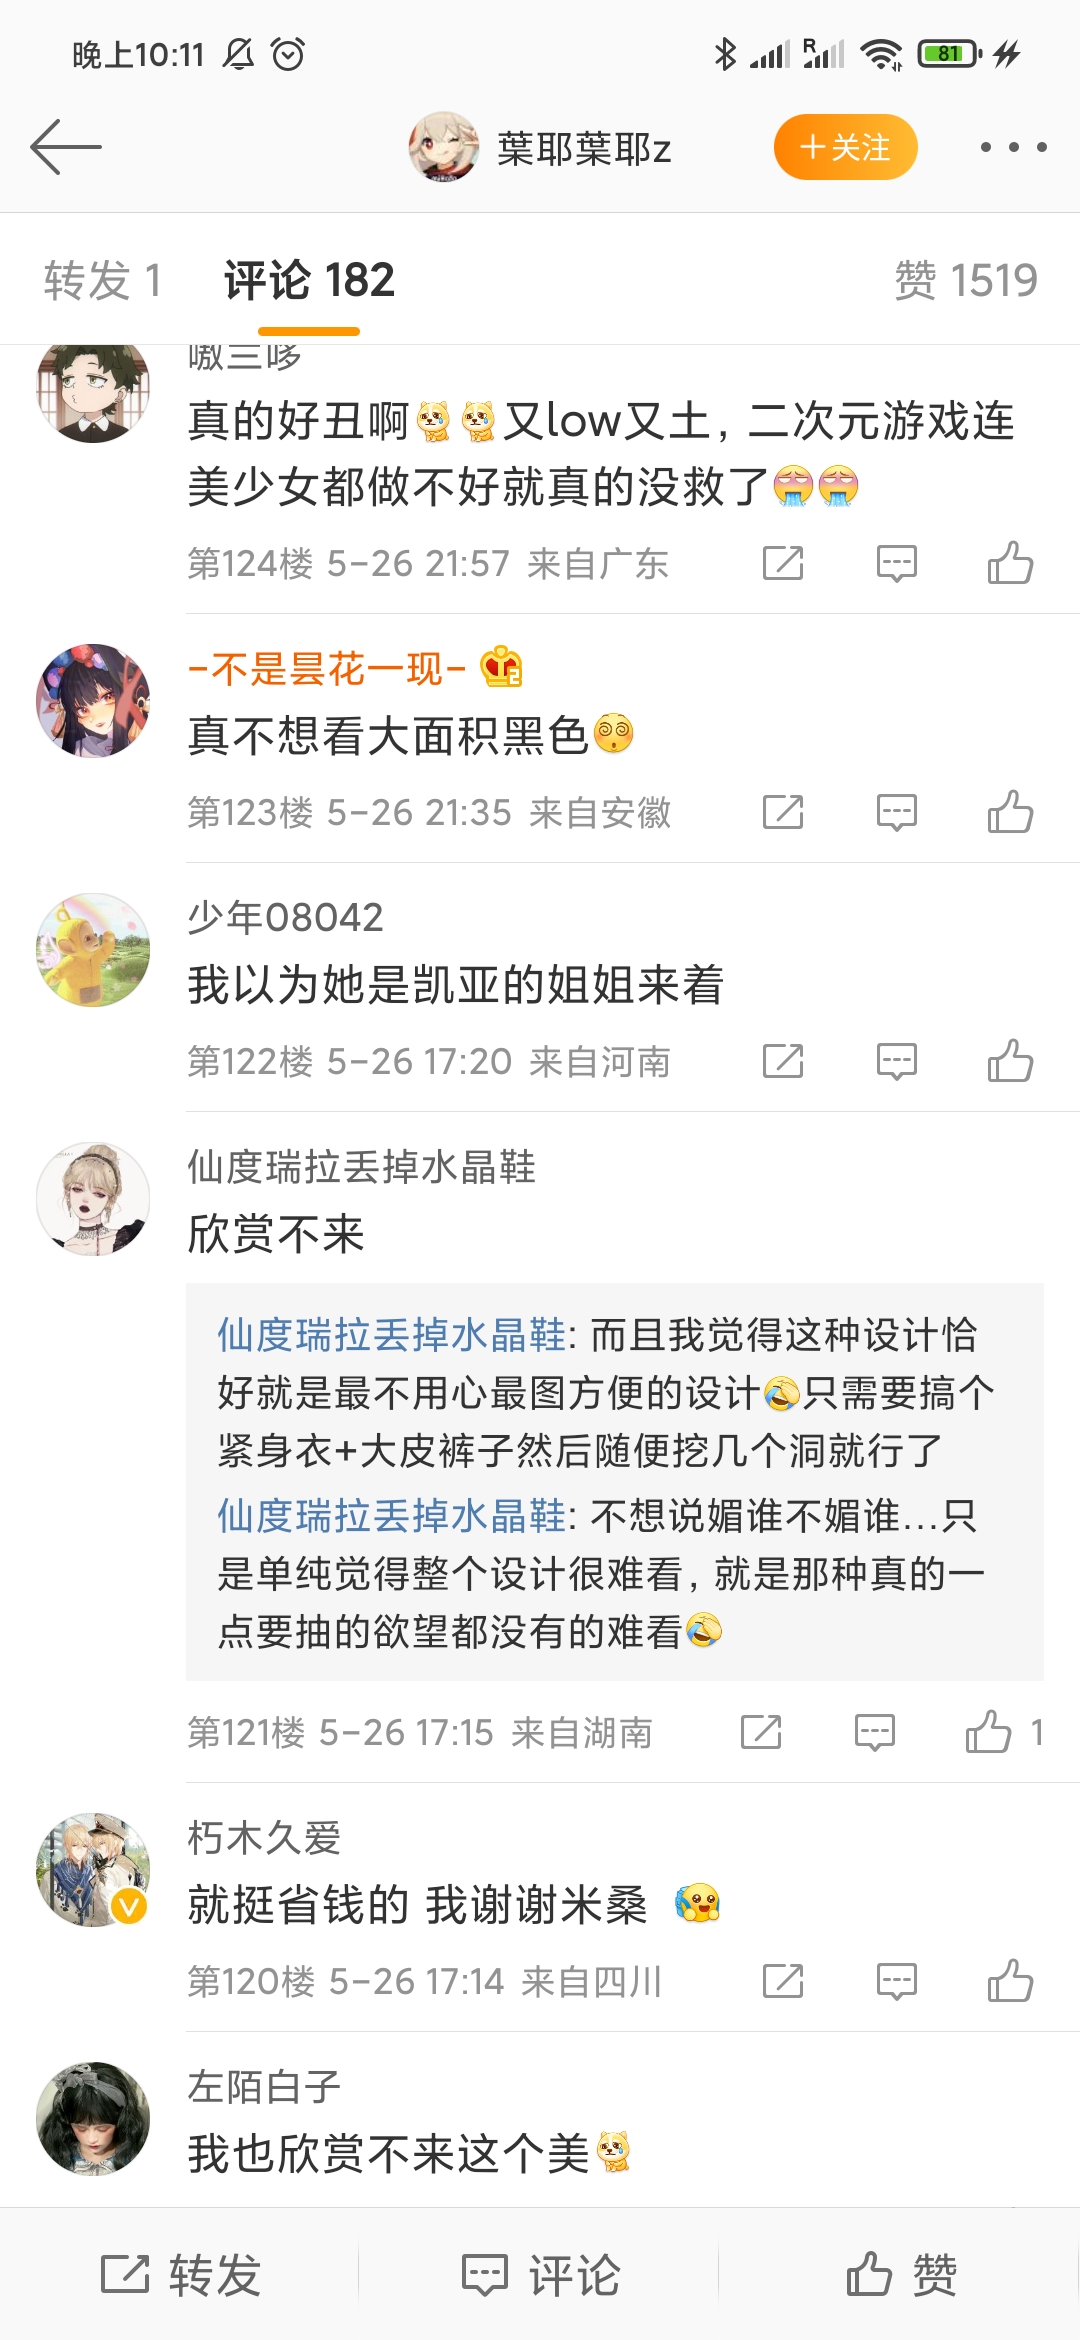 晚上10:11
R
81
葉耶葉耶z
+关注
转发 1
评论 182
赞 1519
嗷三哆
真的好丑啊又low又土，二次元游戏连
美少女都做不好就真的没救了
第124楼 5-26 21:57 来自广东
-不是昙花一现-
2
真不想看大面积黑色
第123楼 5-26 21:35 来自安徽
少年08042
我以为她是凯亚的姐姐来着
第122楼 5-26 17:20 来自河南
仙度瑞拉丢掉水晶鞋
欣赏不来
仙度瑞拉丢掉水晶鞋: 而且我觉得这种设计恰
好就是最不用心最图方便的设计只需要搞个
紧身衣+大皮裤子然后随便挖几个洞就行了
仙度瑞拉丢掉水晶鞋: 不想说媚谁不媚谁...只
是单纯觉得整个设计很难看，就是那种真的一
点要抽的欲望都没有的难看
第121楼 5-26 17:15 来自湖南
1
朽木久爱
V
就挺省钱的 我谢谢米桑
第120楼 5-26 17:14 来自四川
左陌白子
我也欣赏不来这个美
转发
评论
赞